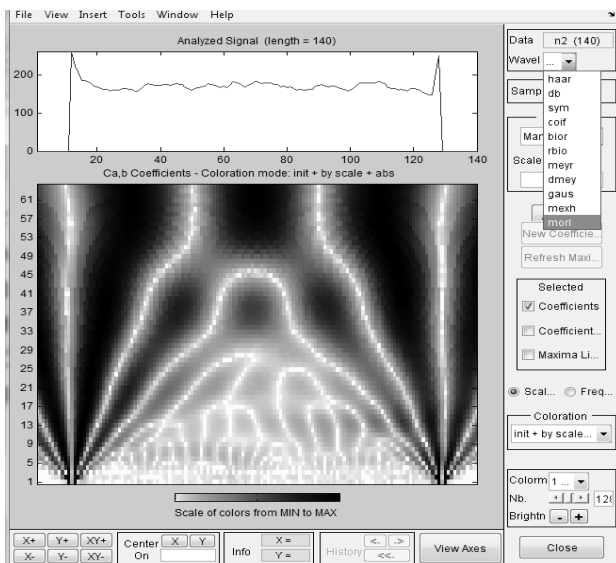 File View Insert Tools Window Help
Analyzed Signal (length = 140)
200
100
0
20 40 60 80 100 120 140
Ca,b Coefficients - Coloration mode: init + by scale + abs
61
57
53
49
45
41
37
33
29
25
21
17
13
9
5
1
Scale of colors from MIN to MAX
X+ Y+ XY+
X- Y- XY-
Center On X Y
Info X =
Y =
History <- ->
<<-
View Axes
Data n2 (140)
Wavel ...
haar
db
sym
coif
bior
rbio
meyr
dmey
gaus
mexh
morl
Samp
Man
Scale
New Coefficie...
Refresh Maxi...
Selected
Coefficients
Coefficient...
Maxima Li...
Scal... Freq...
Coloration
init + by scale...
Colorm 1 ...
Nb. 128
Brightn - +
Close